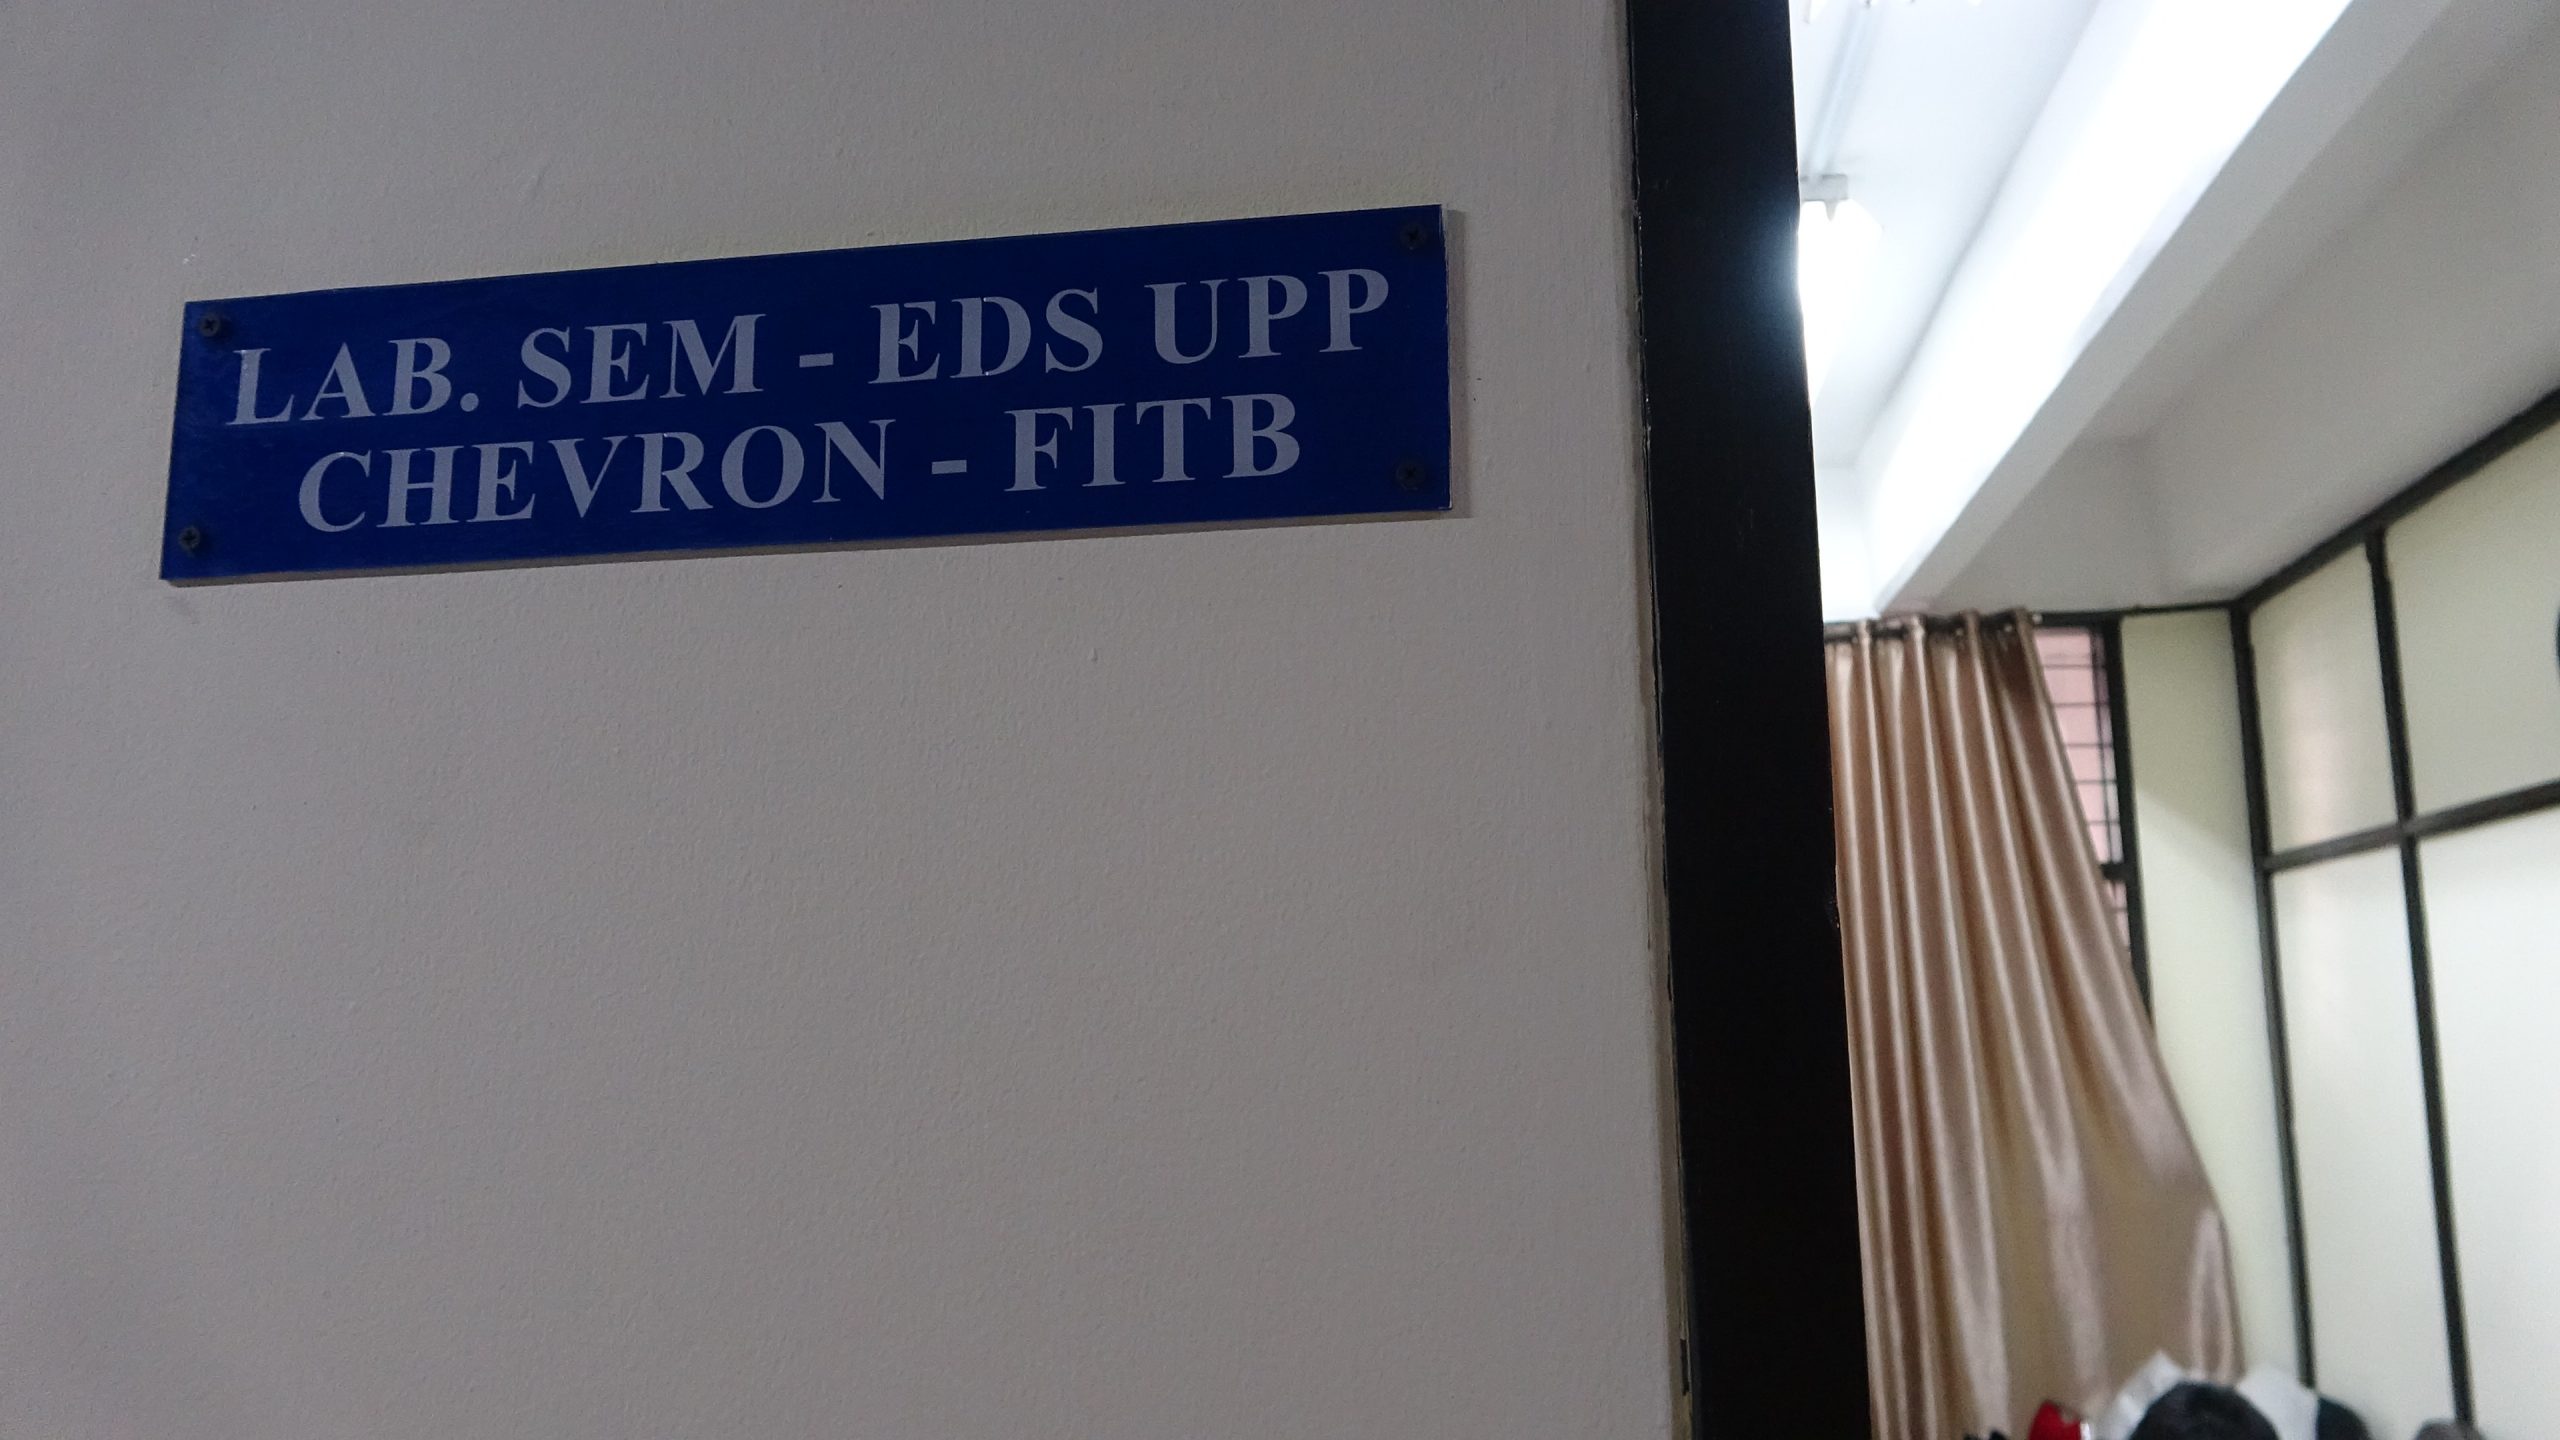 LAB. SEM - EDS UPP
CHEVRON - FITB